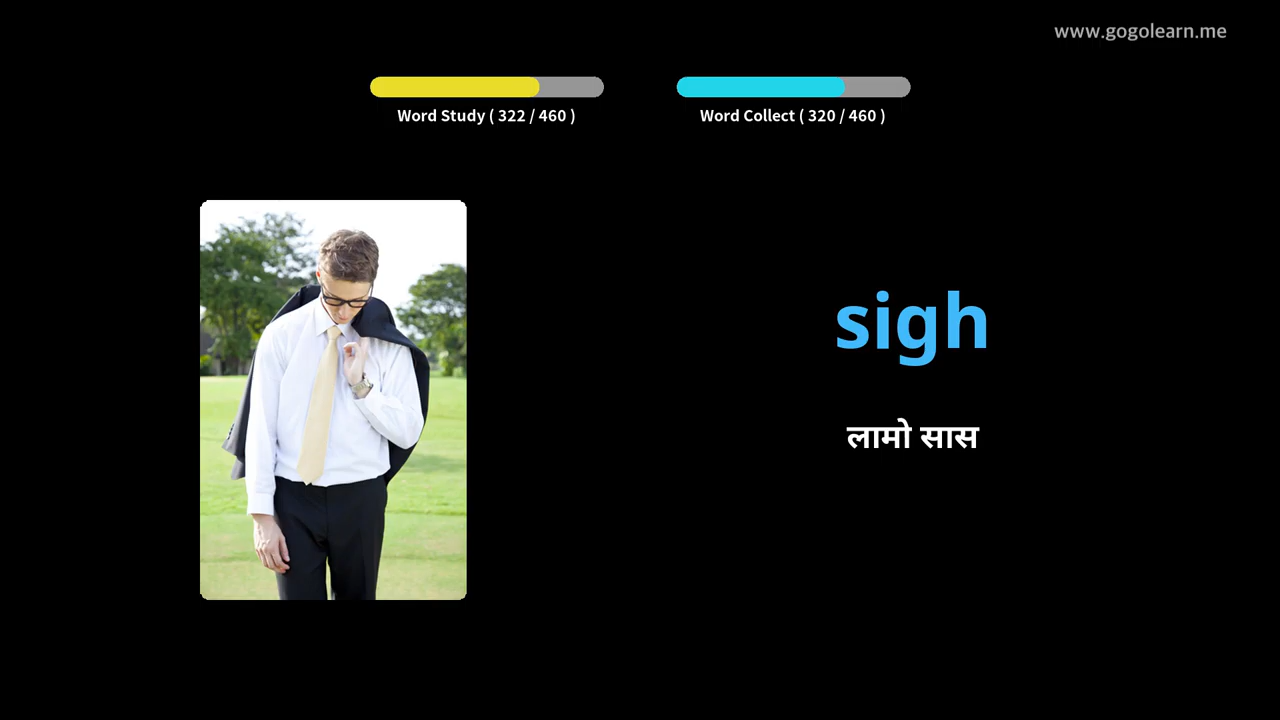 www.gogolearn.me
Word Study ( 322 / 460 )
Word Collect ( 320 / 460 )
sigh
लामो सास